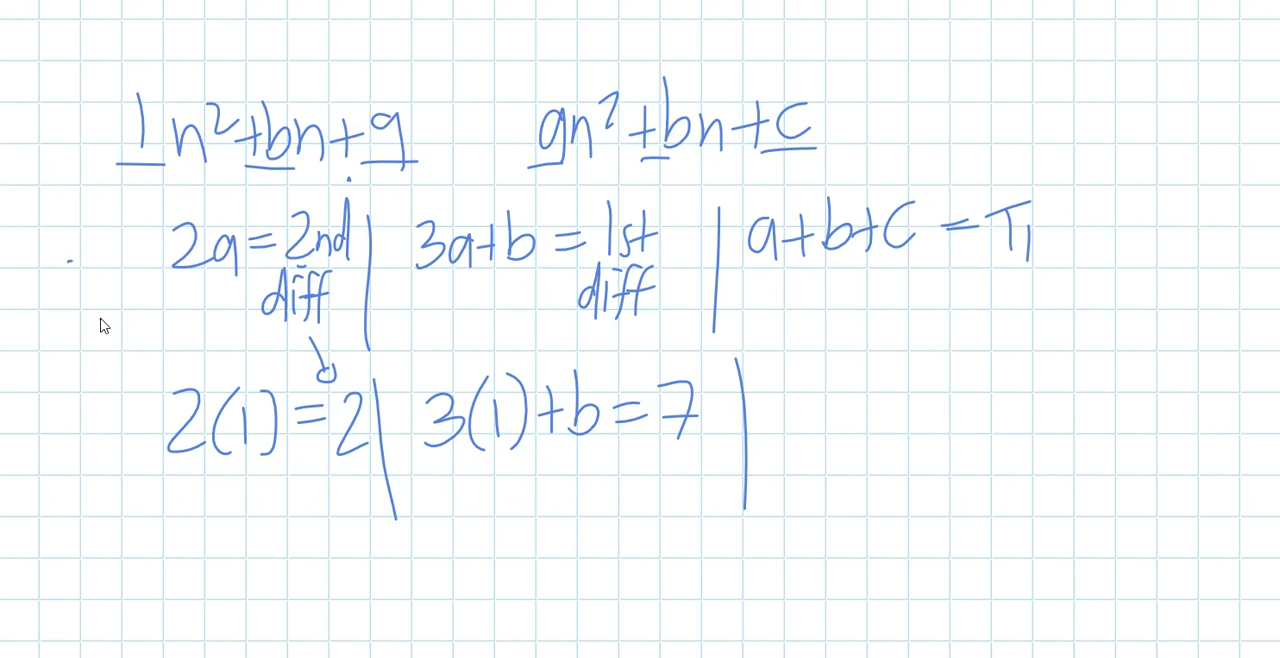 1n²+bn+9 an²+bn+c
2a=2nd diff | 3a+b=1st diff | a+b+c=T₁
2(1)=2 | 3(1)+b=7 |